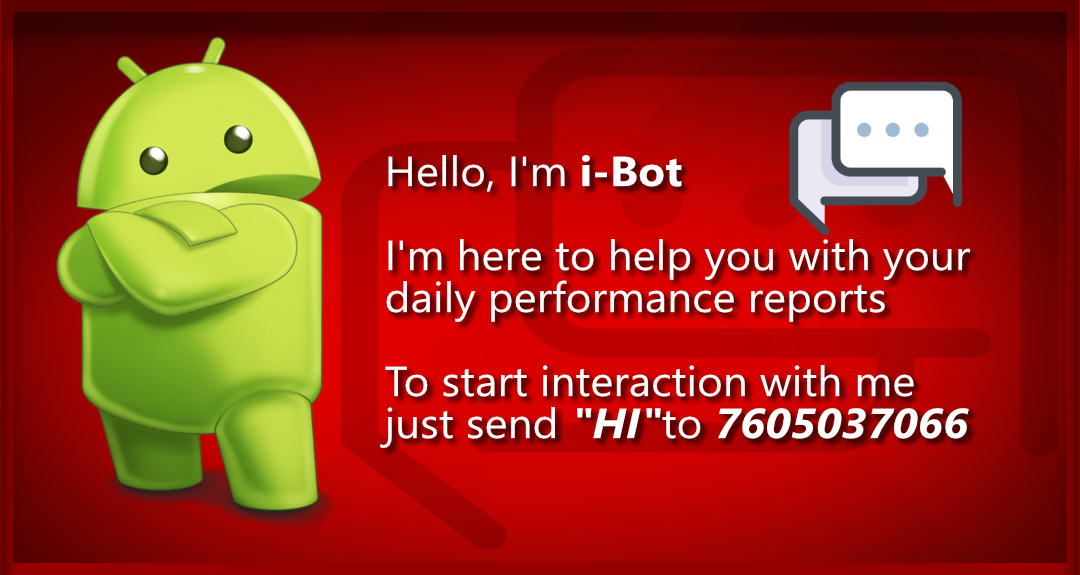 Hello, I'm i-Bot
I'm here to help you with your
daily performance reports
To start interaction with me
just send "HI"to 7605037066